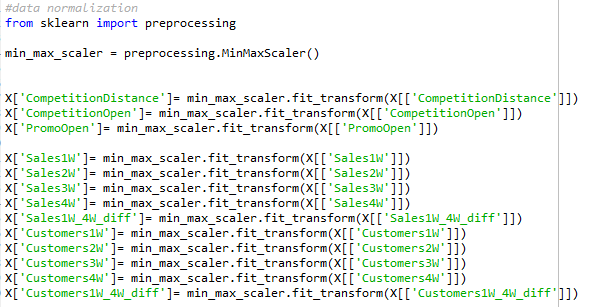 #data normalization
from sklearn import preprocessing
min_max_scaler = preprocessing.MinMaxScaler()
X['CompetitionDistance']= min_max_scaler.fit_transform(X[['CompetitionDistance']])
X['CompetitionOpen']= min_max_scaler.fit_transform(X[['CompetitionOpen']])
X['PromoOpen']= min_max_scaler.fit_transform(X[['PromoOpen']])
X['Sales1W']= min_max_scaler.fit_transform(X[['Sales1W']])
X['Sales2W']= min_max_scaler.fit_transform(X[['Sales2W']])
X['Sales3W']= min_max_scaler.fit_transform(X[['Sales3W']])
X['Sales4W']= min_max_scaler.fit_transform(X[['Sales4W']])
X['Sales1W_4W_diff']= min_max_scaler.fit_transform(X[['Sales1W_4W_diff']])
X['Customers1W']= min_max_scaler.fit_transform(X[['Customers1W']])
X['Customers2W']= min_max_scaler.fit_transform(X[['Customers2W']])
X['Customers3W']= min_max_scaler.fit_transform(X[['Customers3W']])
X['Customers4W']= min_max_scaler.fit_transform(X[['Customers4W']])
X['Customers1W_4W_diff']= min_max_scaler.fit_transform(X[['Customers1W_4W_diff']])